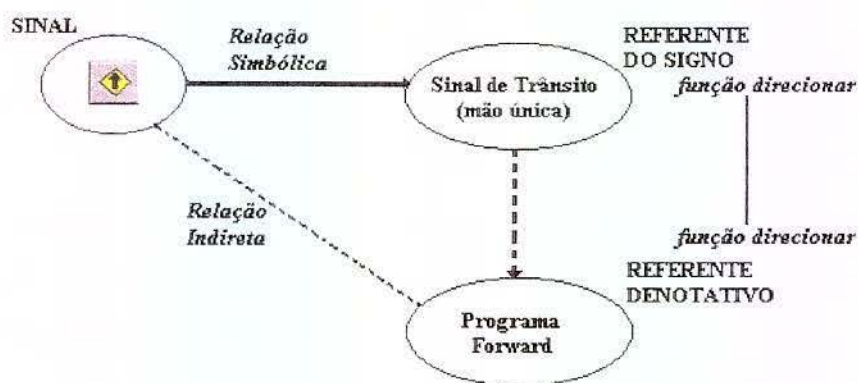 SINAL
Relação
Simbólica
Sinal de Trânsito
(mão única)
REFERENTE
DO SIGNO
função direcionar
Relação
Indireta
função direcionar
REFERENTE
DENOTATIVO
Programa
Forward